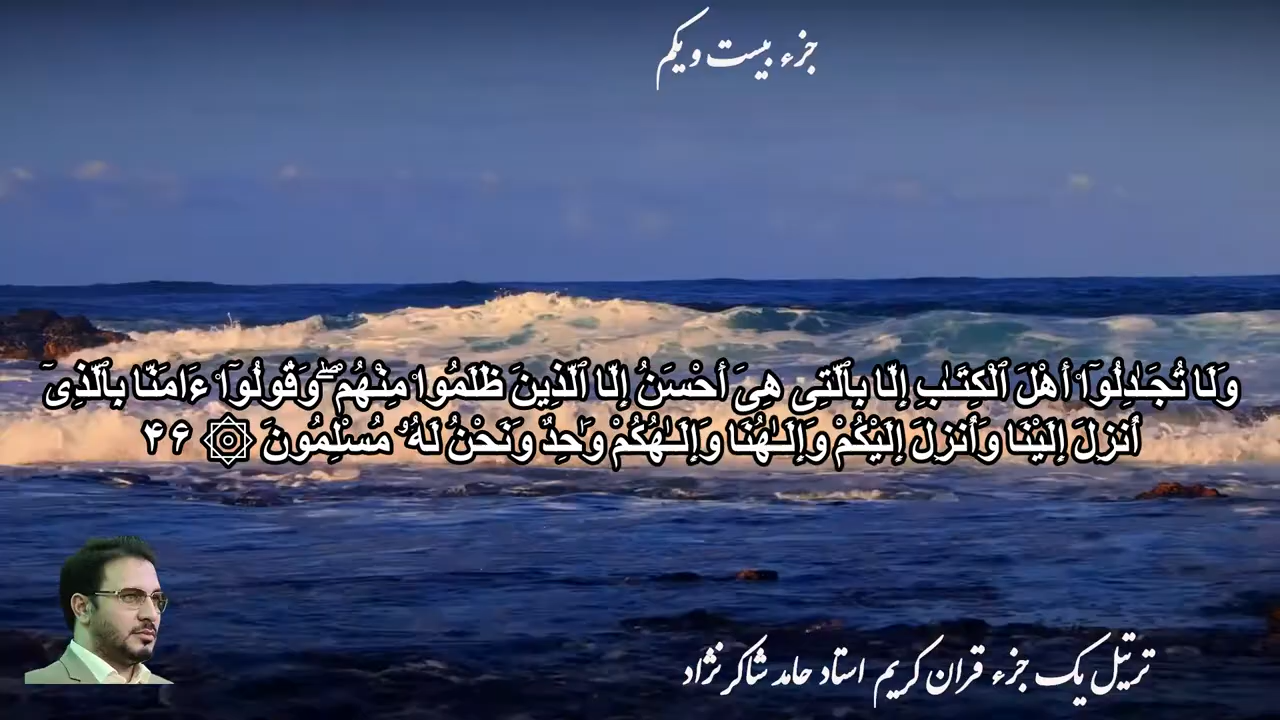 جزء بیست و یکم
وَلَا تُجَـٰدِلُوٓا۟ أَهْلَ ٱلْكِتَـٰبِ إِلَّا بِٱلَّتِى هِىَ أَحْسَنُ إِلَّا ٱلَّذِينَ ظَلَمُوا۟ مِنْهُمْ ۖ وَقُولُوٓا۟ ءَامَنَّا بِٱلَّذِىٓ
أُنزِلَ إِلَيْنَا وَأُنزِلَ إِلَيْكُمْ وَإِلَـٰهُنَا وَإِلَـٰهُكُمْ وَٰحِدٌ وَنَحْنُ لَهُۥ مُسْلِمُونَ ۞ ۴۶
ترتیل یک جزء قران کریم استاد حامد شاکرنژاد